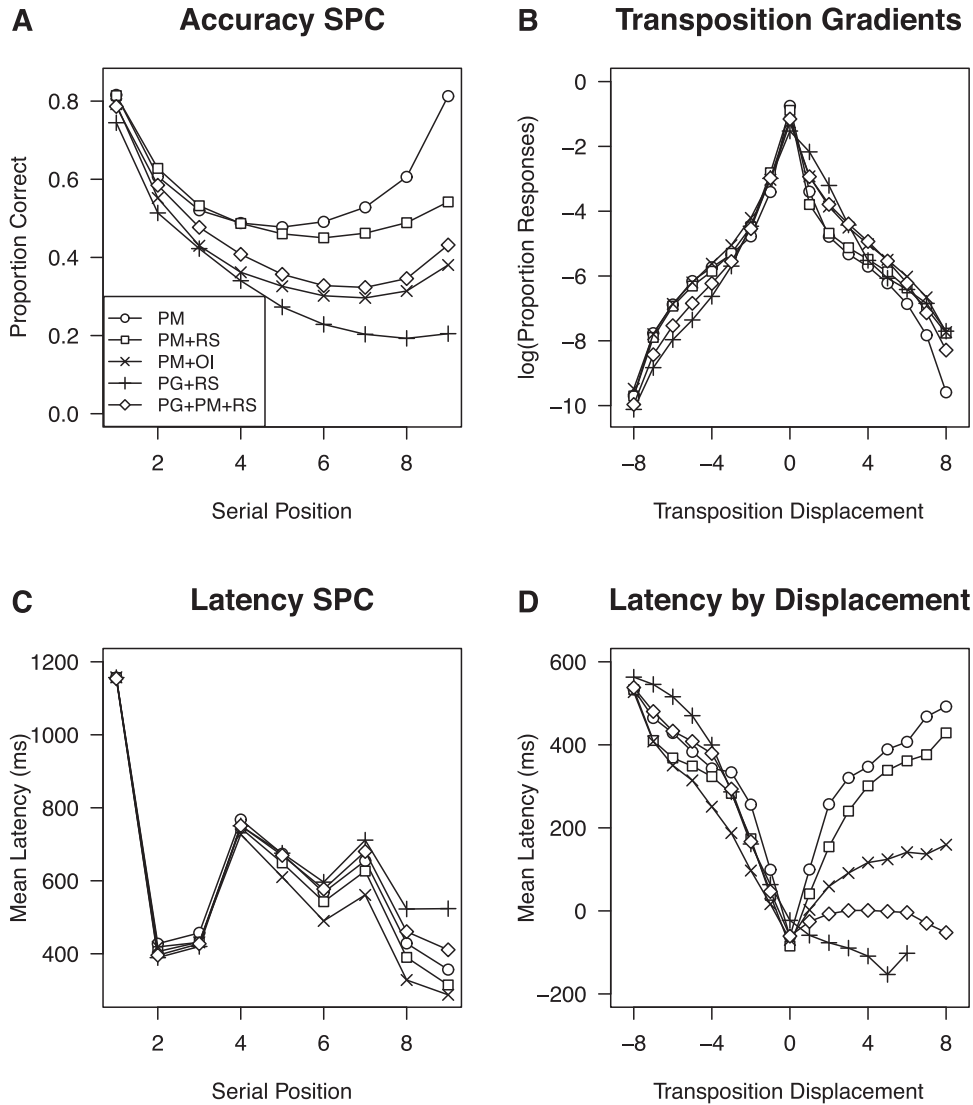 A Accuracy SPC
Proportion Correct
0.8
0.6
0.4
0.2
0.0
PM
PM+RS
PM+OI
PG+RS
PG+PM+RS
2 4 6 8
Serial Position
B Transposition Gradients
log(Proportion Responses)
0
−2
−4
−6
−8
−10
−8 −4 0 4 8
Transposition Displacement
C Latency SPC
Mean Latency (ms)
1200
1000
800
600
400
2 4 6 8
Serial Position
D Latency by Displacement
Mean Latency (ms)
600
400
200
0
−200
−8 −4 0 4 8
Transposition Displacement